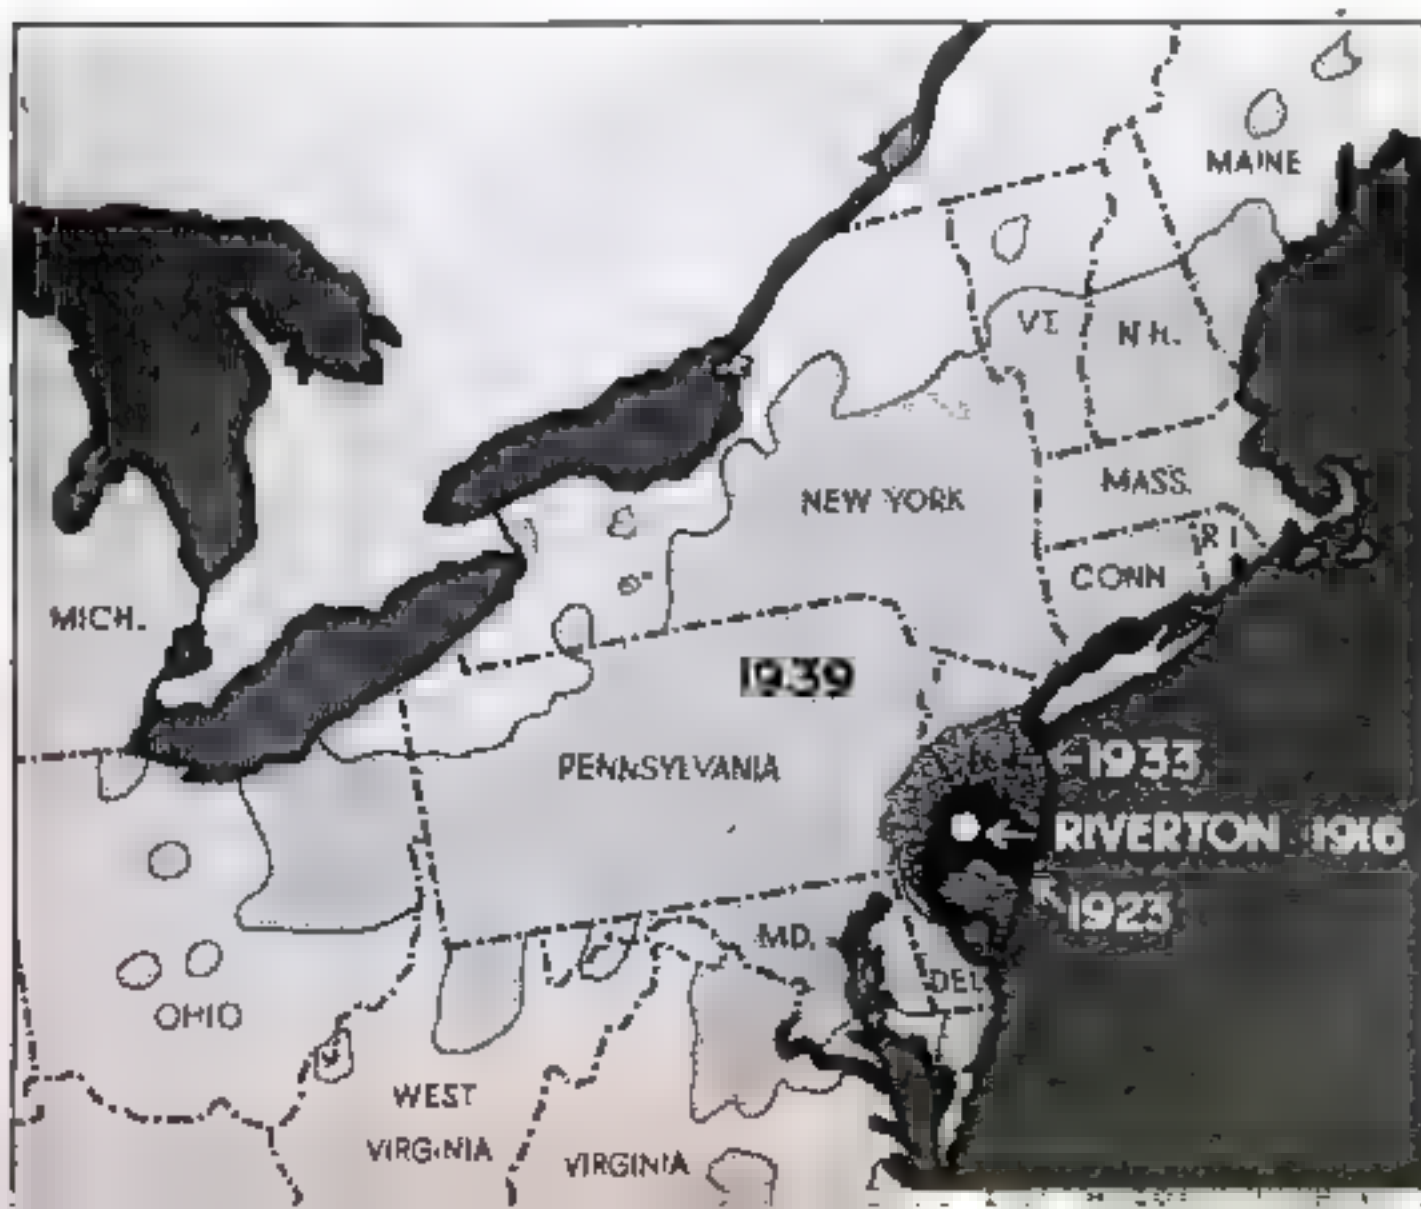 MAINE
VT.
N.H.
NEW YORK
MASS.
R.I.
CONN
MICH.
1939
PENNSYLVANIA
←1933
← RIVERTON 1916
1923
MD.
DEL
OHIO
WEST
VIRGINIA
VIRGINIA